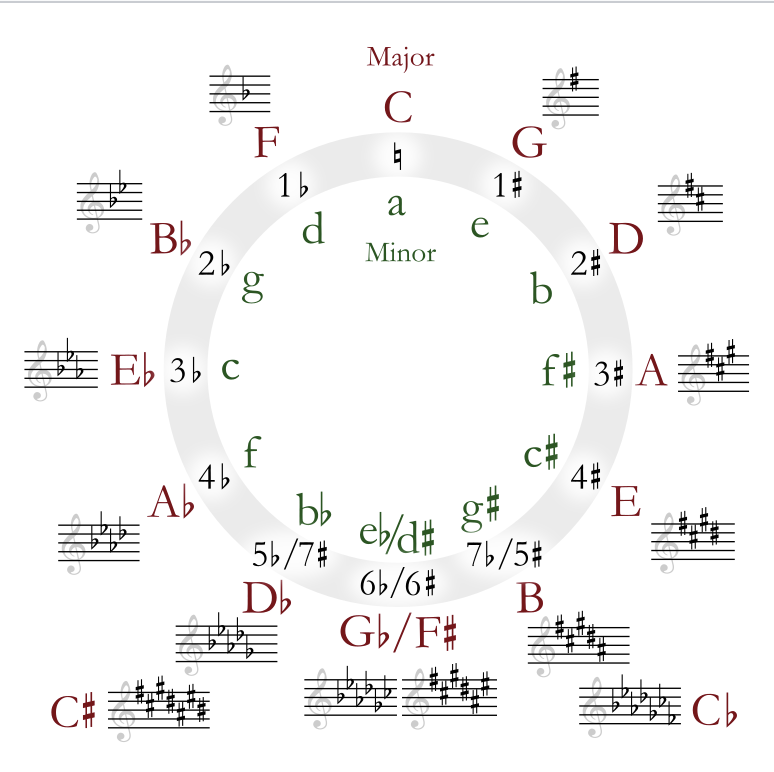 Major
C
F
G
♮
1♭
1♯
a
d
e
B♭
D
Minor
2♭
2♯
g
b
E♭
3♭
c
f♯
3♯
A
f
c♯
4♭
4♯
A♭
E
b♭
g♯
e♭/d♯
5♭/7♯
7♭/5♯
6♭/6♯
D♭
B
G♭/F♯
C♯
C♭